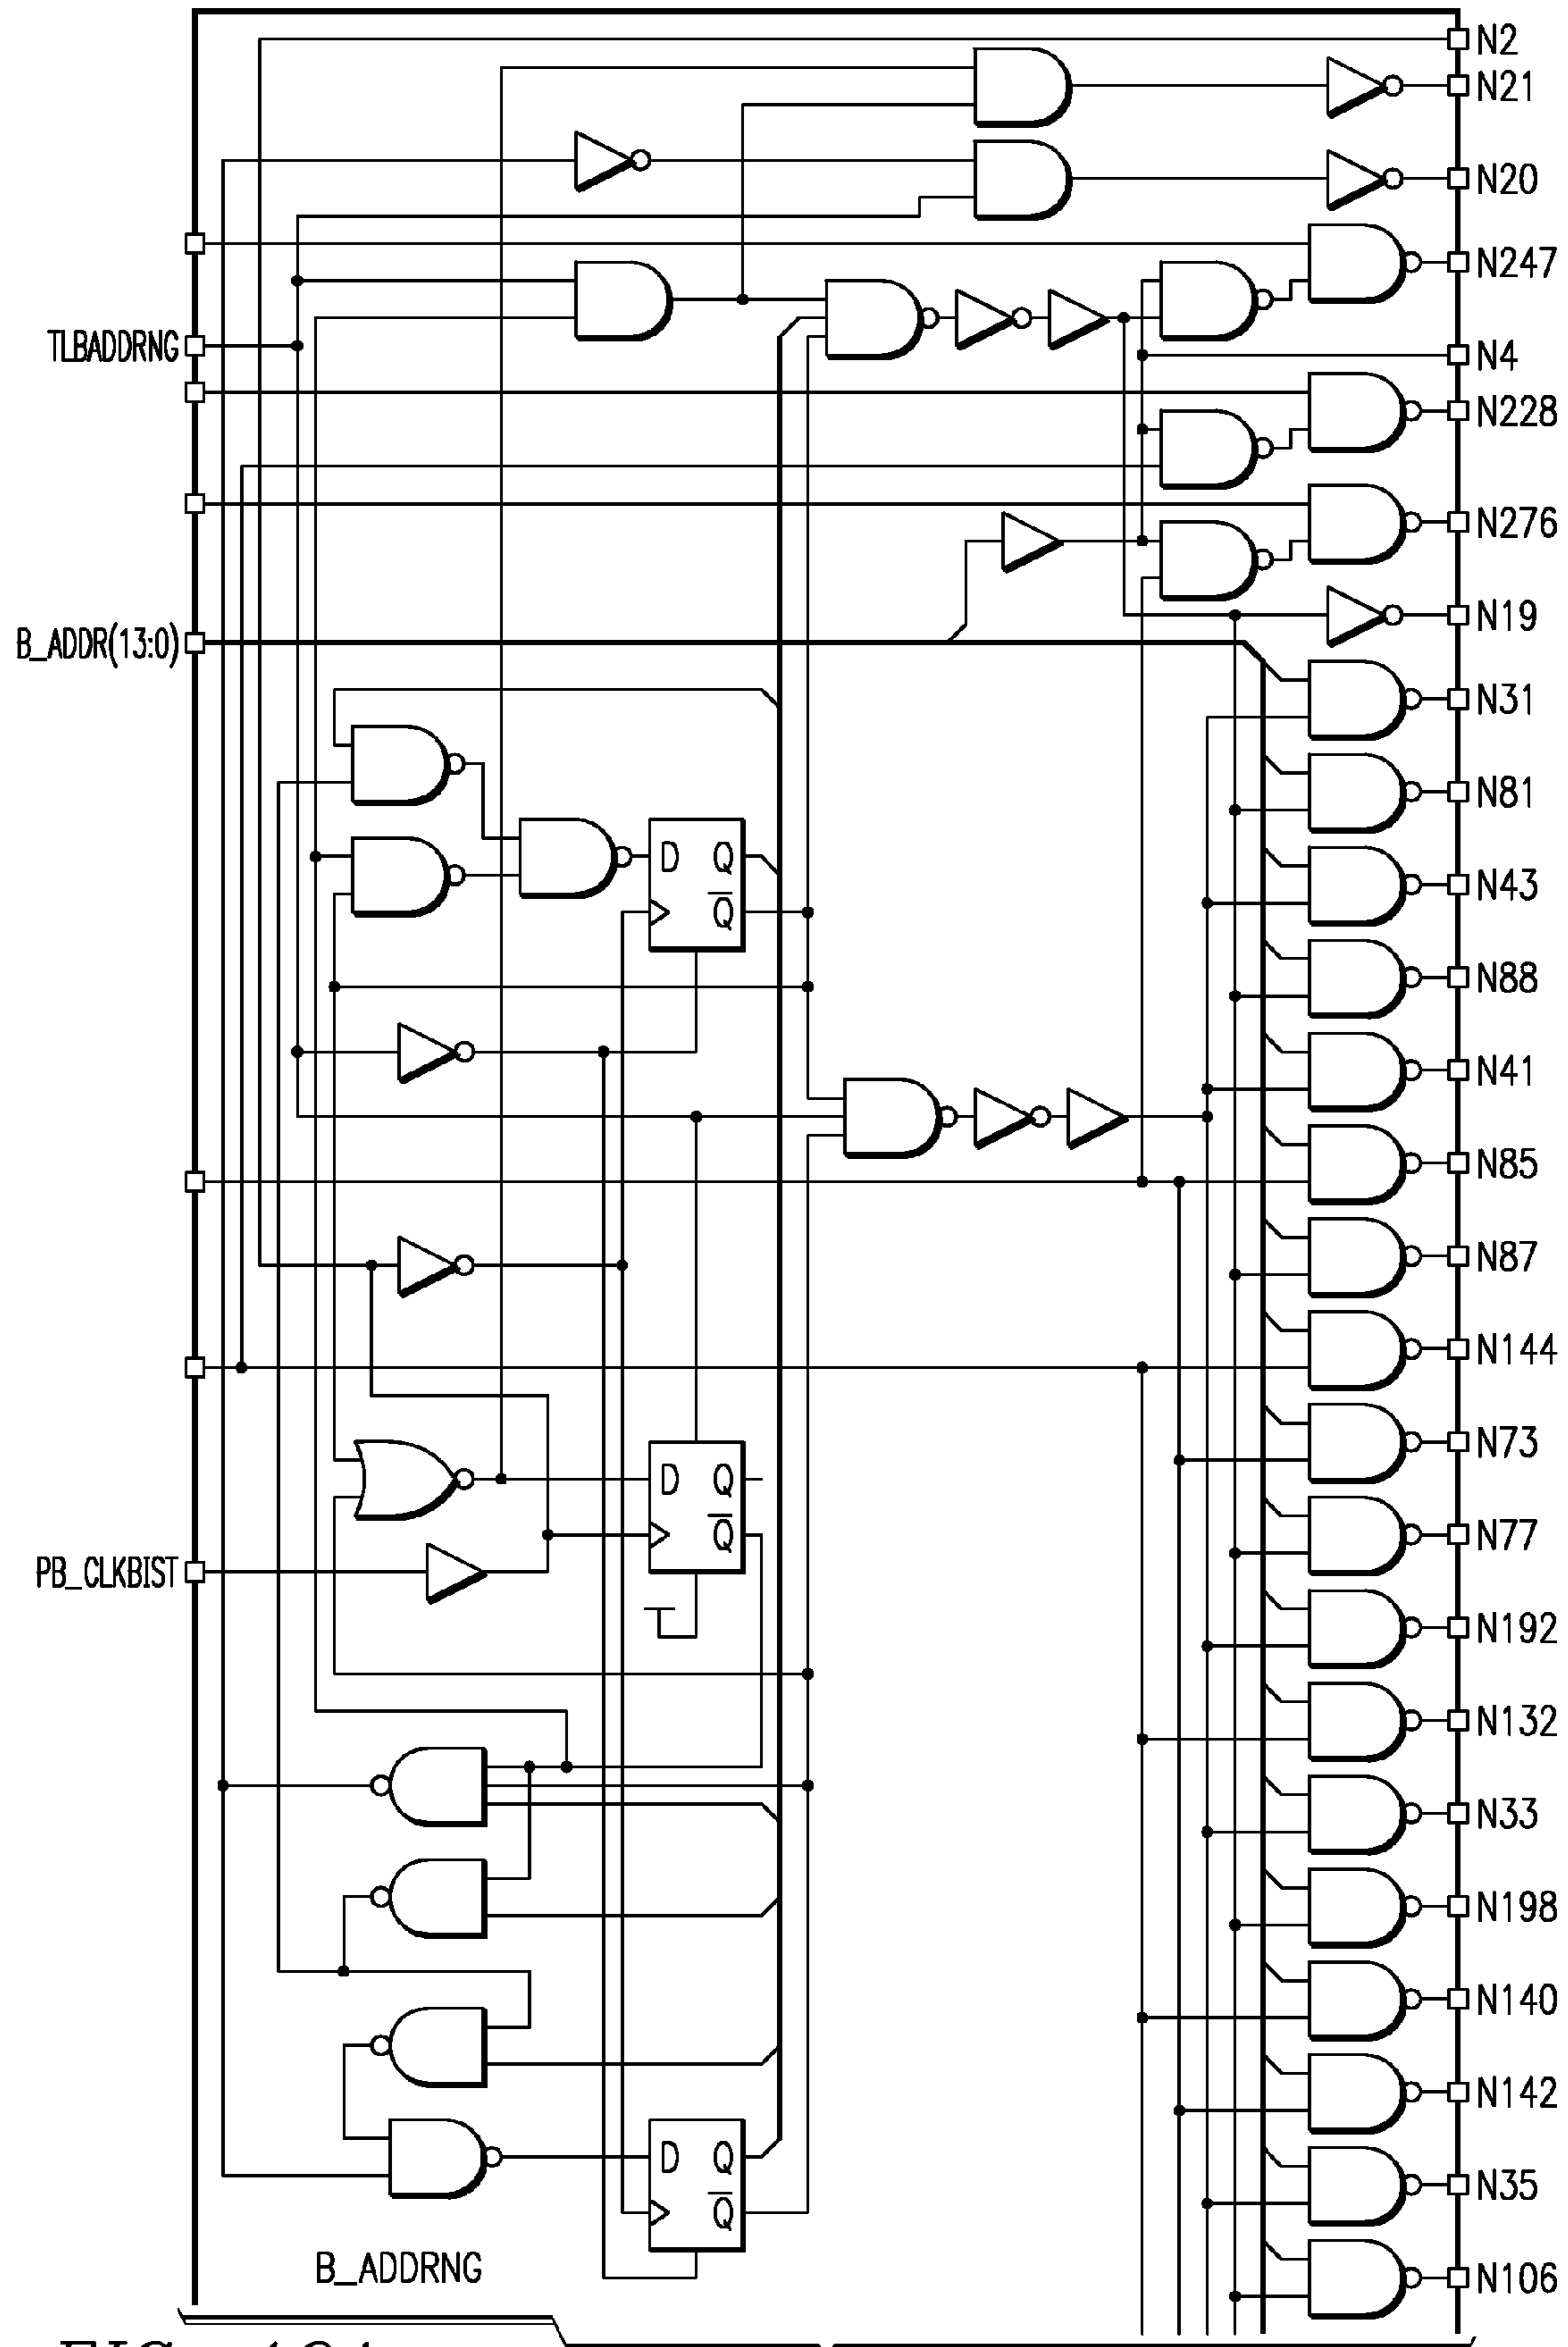 N2
N21
N20
N247
TLBADDRNG
N4
N228
N276
N19
B_ADDR(13:0)
N31
N81
D Q
N43
Q
N88
N41
N85
N87
N144
N73
D Q
N77
Q
PB_CLKBIST
N192
N132
N33
N198
N140
N142
D Q
N35
Q
B_ADDRNG
N106